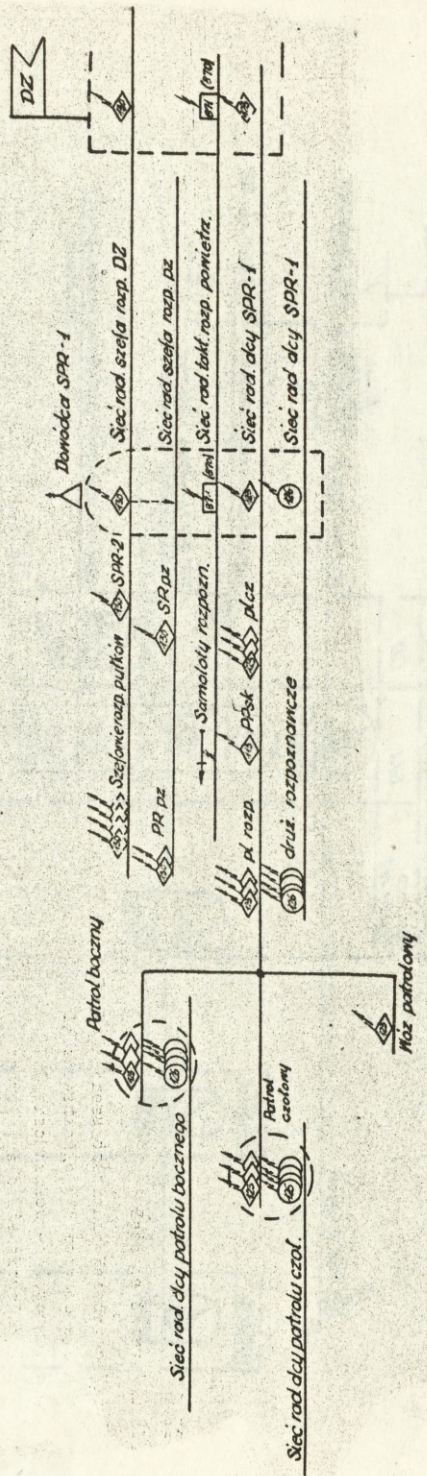 DZ
Dowódca SPR-1
Sieć rad. szefa rozp. DZ
Szefowie rozp. pułków
SPR-2
Sieć rad. szefa rozp. pz
PR pz
SR pz
Sieć rad. takt. rozp. powietrz.
Samoloty rozpozn.
Sieć rad. dcy SPR-1
pl. rozp.
PPsk
plcz
Sieć rad dcy SPR-1
druż. rozpoznawcze
Patrol boczny
Sieć rad. dcy patrolu bocznego
Patrol
czołowy
Sieć rad dcy patrolu czoł.
Wóz patrolowy